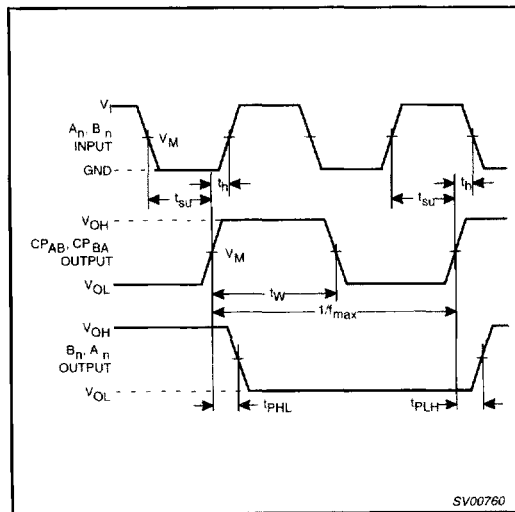 VI
An, Bn
INPUT
VM
GND
tsu
th
tsu
th
VOH
CPAB, CPBA
OUTPUT
VM
VOL
tW
1/fmax
VOH
Bn, An
OUTPUT
VOL
tPHL
tPLH
SV00760